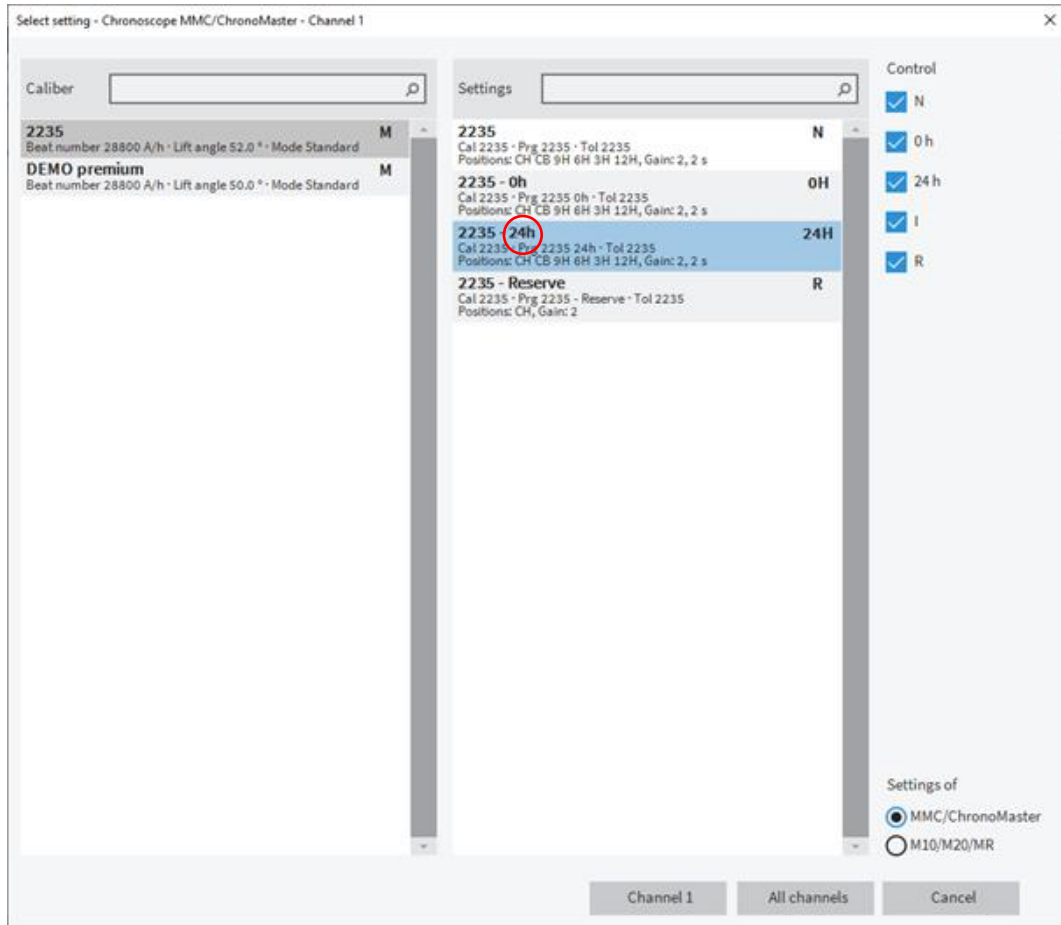 Select setting - Chronoscope MMC/ChronoMaster - Channel 1
Caliber
2235 M
Beat number 28800 A/h · Lift angle 52.0 ° · Mode Standard
DEMO premium M
Beat number 28800 A/h · Lift angle 50.0 ° · Mode Standard
Settings
2235 N
Cal 2235 · Prg 2235 · Tol 2235
Positions: CH CB 9H 6H 3H 12H, Gain: 2, 2 s
2235 - 0h 0H
Cal 2235 · Prg 2235 0h · Tol 2235
Positions: CH CB 9H 6H 3H 12H, Gain: 2, 2 s
2235 - 24h 24H
Cal 2235 · Prg 2235 24h · Tol 2235
Positions: CH CB 9H 6H 3H 12H, Gain: 2, 2 s
2235 - Reserve R
Cal 2235 · Prg 2235 - Reserve · Tol 2235
Positions: CH, Gain: 2
Control
N
0 h
24 h
I
R
Settings of
MMC/ChronoMaster
M10/M20/MR
Channel 1
All channels
Cancel